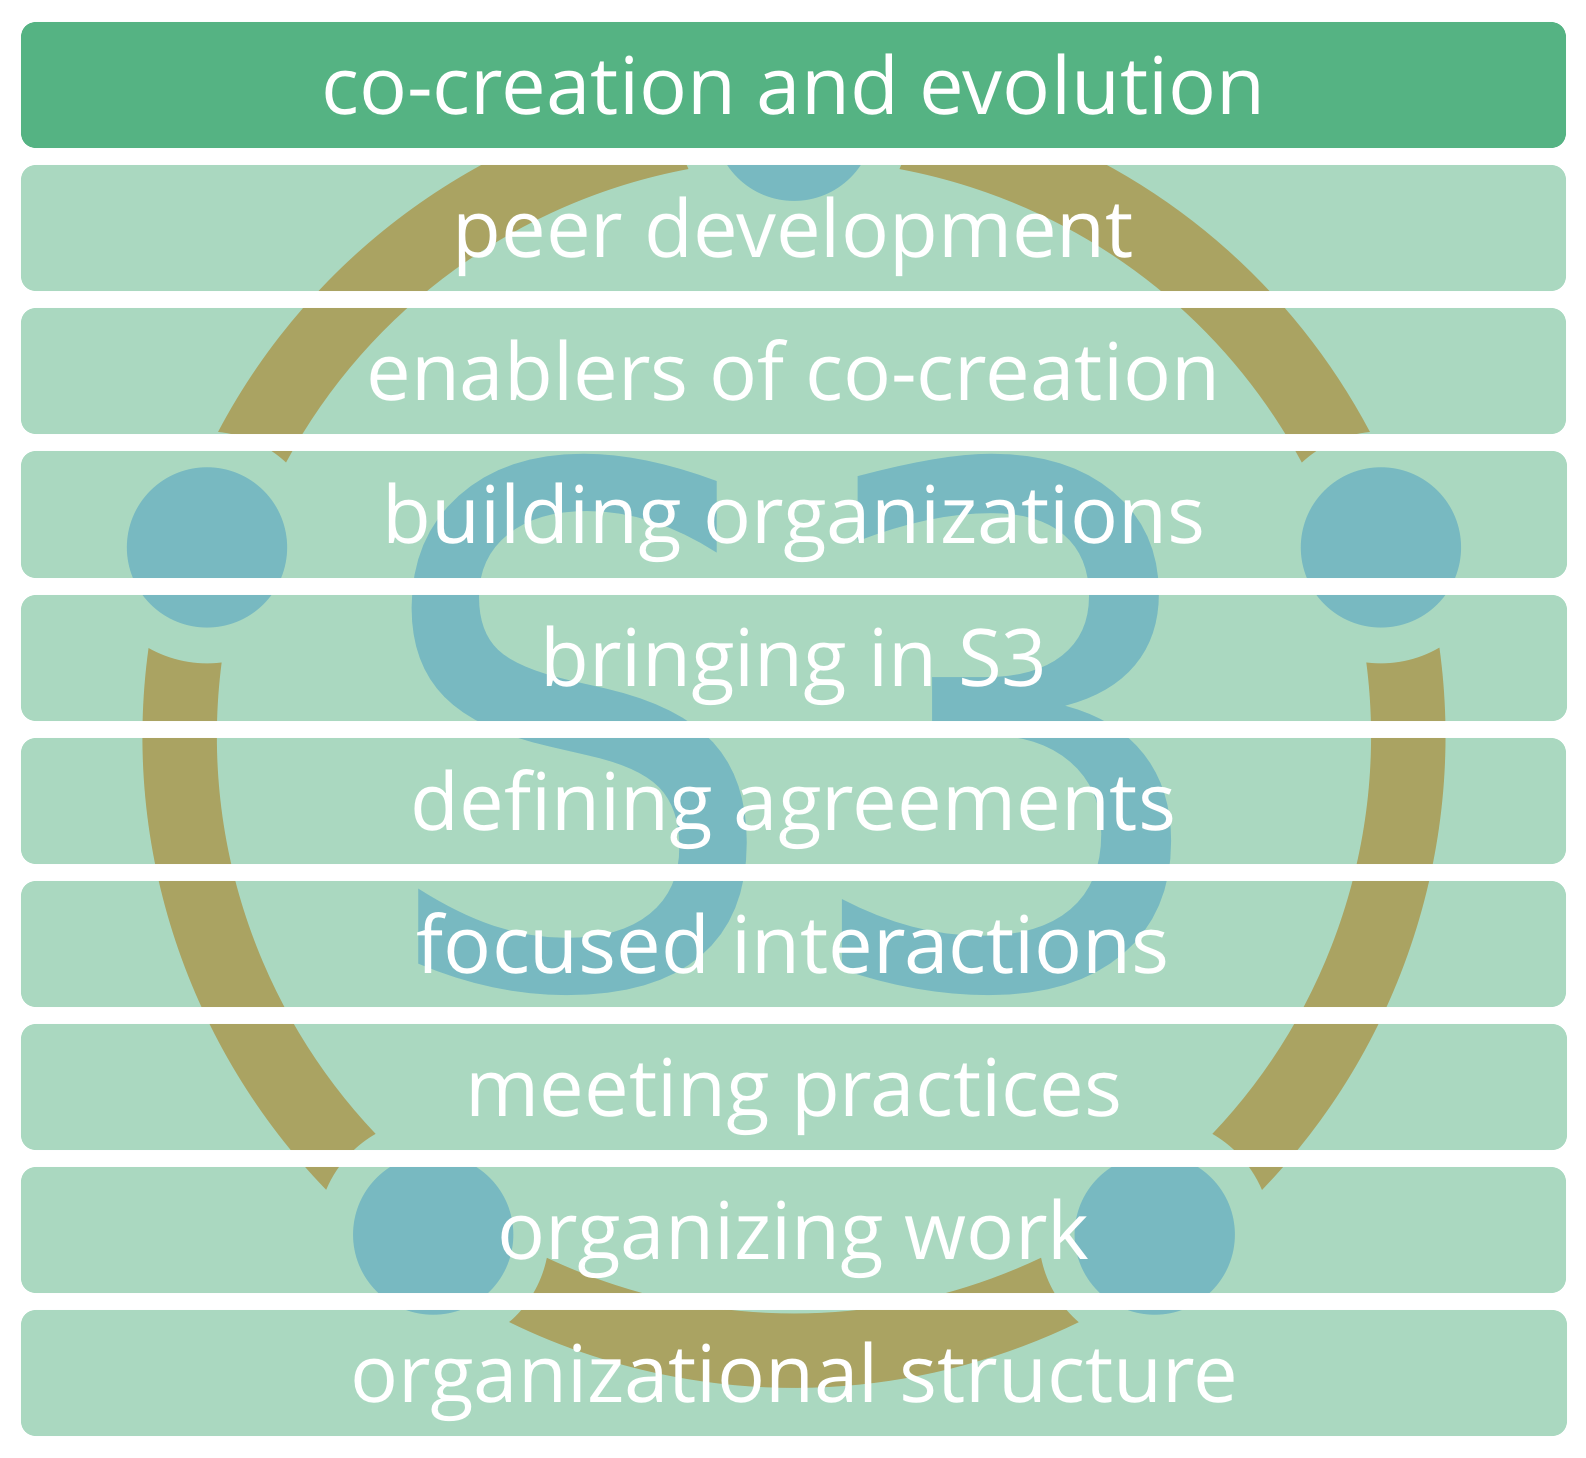 co-creation and evolution
peer development
enablers of co-creation
building organizations
bringing in S3
defining agreements
focused interactions
meeting practices
organizing work
organizational structure
S3